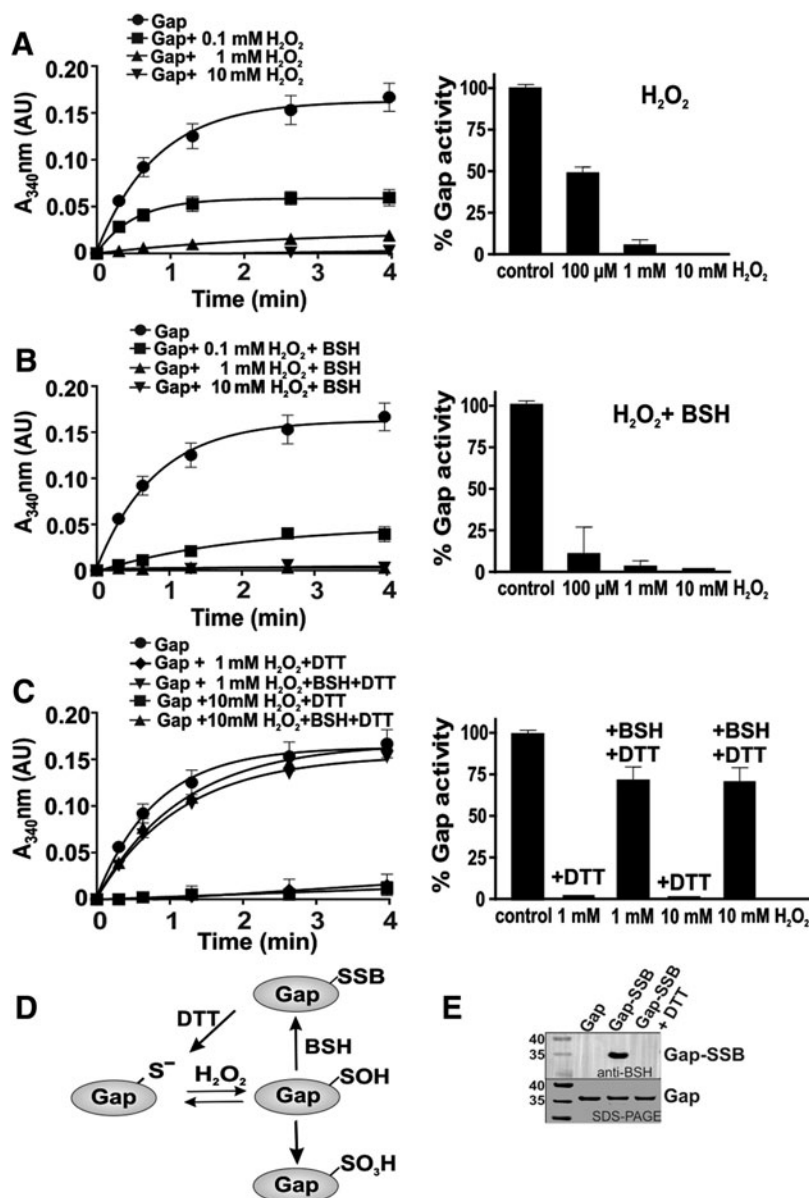 A
Gap
Gap+ 0.1 mM H₂O₂
Gap+ 1 mM H₂O₂
Gap+ 10 mM H₂O₂
A₃₄₀nm (AU)
0.20
0.15
0.10
0.05
0
0 1 2 3 4
Time (min)
% Gap activity
100
75
50
25
0
H₂O₂
control 100 µM 1 mM 10 mM H₂O₂
B
Gap
Gap+ 0.1 mM H₂O₂+ BSH
Gap+ 1 mM H₂O₂+ BSH
Gap+ 10 mM H₂O₂+ BSH
A₃₄₀nm (AU)
0.20
0.15
0.10
0.05
0
0 1 2 3 4
Time (min)
% Gap activity
100
75
50
25
0
H₂O₂+ BSH
control 100 µM 1 mM 10 mM H₂O₂
C
Gap
Gap + 1 mM H₂O₂+DTT
Gap + 1 mM H₂O₂+BSH+DTT
Gap +10mM H₂O₂+DTT
Gap +10mM H₂O₂+BSH+DTT
A₃₄₀nm (AU)
0.20
0.15
0.10
0.05
0
0 1 2 3 4
Time (min)
% Gap activity
100
75
50
25
0
+DTT
+BSH
+DTT
+DTT
+BSH
+DTT
control 1 mM 1 mM 10 mM 10 mM H₂O₂
D
Gap SSB
DTT
BSH
Gap S⁻
H₂O₂
Gap SOH
Gap SO₃H
E
Gap
Gap-SSB
Gap-SSB
+ DTT
40
35
Gap-SSB
anti-BSH
40
35
Gap
SDS-PAGE